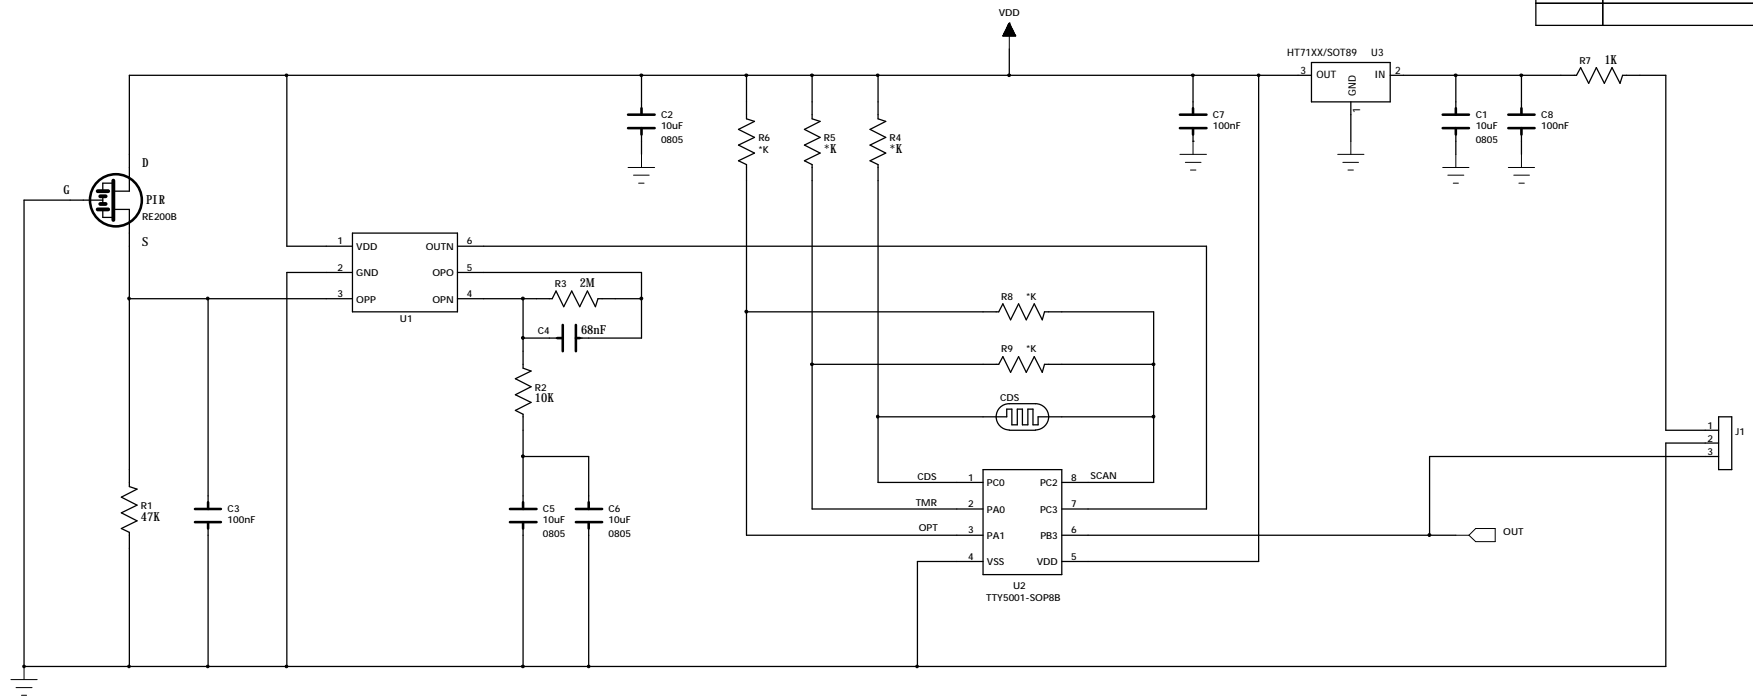 VDD
HT71XX/SOT89 U3
3 OUT GND IN 2
1
R7 1K
C2
10uF
0805
R6
*K
R5
*K
R4
*K
C7
100nF
C1
10uF
0805
C8
100nF
D
G
PIR
RE200B
S
1 VDD OUTN 6
2 GND OPO 5
3 OPP OPN 4
U1
R3 2M
C4 68nF
R2
10K
R8 *K
R9 *K
CDS
J1
1
2
3
CDS 1 PC0 PC2 8 SCAN
TMR 2 PA0 PC3 7
OPT 3 PA1 PB3 6
4 VSS VDD 5
U2
TTY5001-SOP8B
OUT
R1
47K
C3
100nF
C5
10uF
0805
C6
10uF
0805